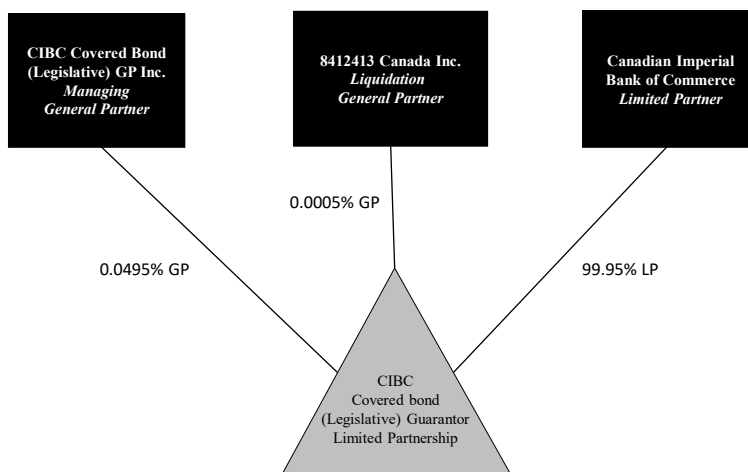 CIBC Covered Bond
(Legislative) GP Inc.
Managing
General Partner
8412413 Canada Inc.
Liquidation
General Partner
Canadian Imperial
Bank of Commerce
Limited Partner
0.0005% GP
0.0495% GP
99.95% LP
CIBC
Covered bond
(Legislative) Guarantor
Limited Partnership